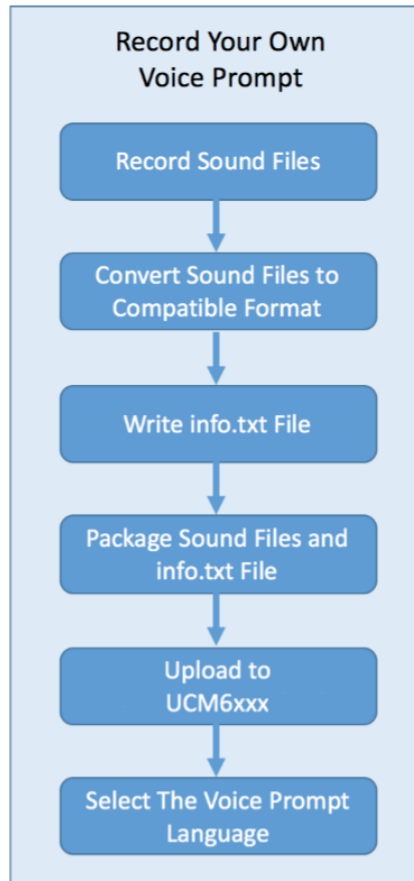 Record Your Own
Voice Prompt
Record Sound Files
Convert Sound Files to
Compatible Format
Write info.txt File
Package Sound Files and
info.txt File
Upload to
UCM6xxx
Select The Voice Prompt
Language